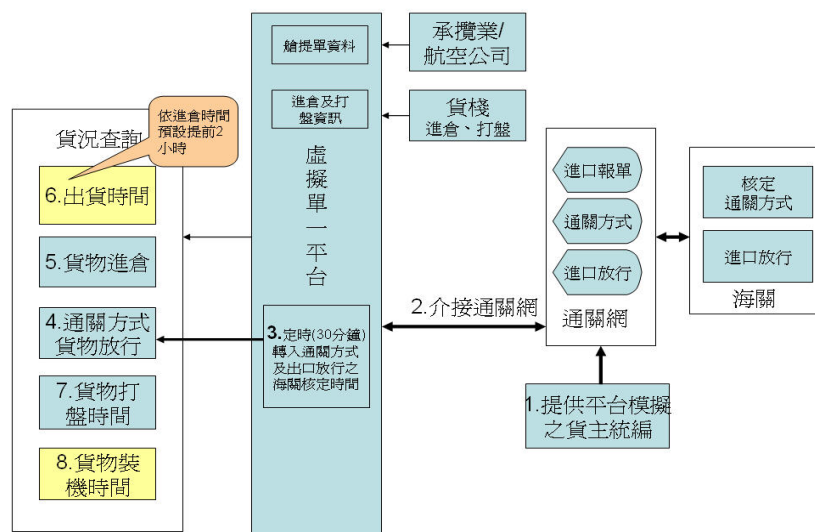 貨況查詢
依進倉時間
預設提前2
小時
6.出貨時間
5.貨物進倉
4.通關方式
貨物放行
7.貨物打
盤時間
8.貨物裝
機時間
艙提單資料
進倉及打
盤資訊
虛擬單一平台
3.定時(30分鐘)
轉入通關方式
及出口放行之
海關核定時間
承攬業/
航空公司
貨棧
進倉、打盤
2.介接通關網
進口報單
通關方式
進口放行
通關網
1.提供平台模擬
之貨主統編
核定
通關方式
進口放行
海關